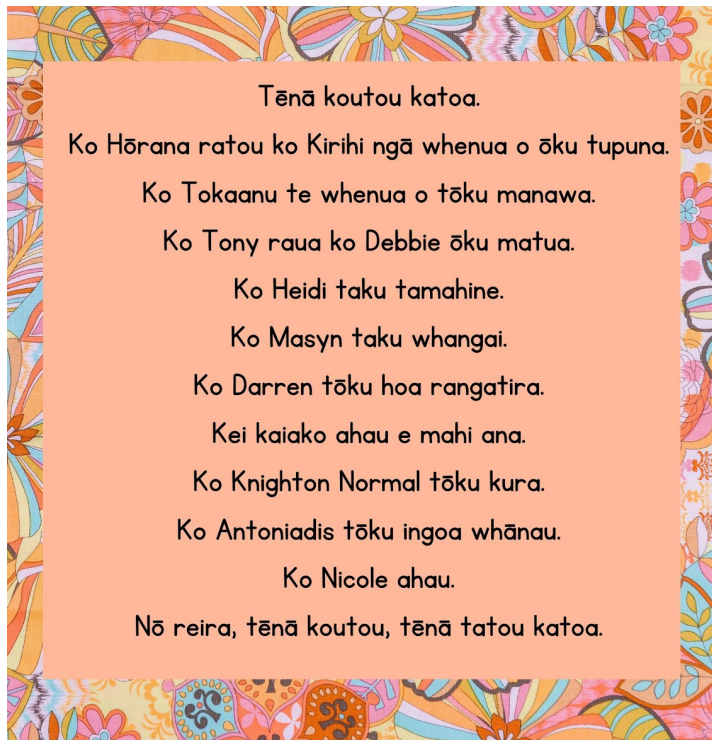 Tēnā koutou katoa.
Ko Hōrana ratou ko Kirihi ngā whenua o ōku tupuna.
Ko Tokaanu te whenua o tōku manawa.
Ko Tony raua ko Debbie ōku matua.
Ko Heidi taku tamahine.
Ko Masyn taku whangai.
Ko Darren tōku hoa rangatira.
Kei kaiako ahau e mahi ana.
Ko Knighton Normal tōku kura.
Ko Antoniadis tōku ingoa whānau.
Ko Nicole ahau.
Nō reira, tēnā koutou, tēnā tatou katoa.